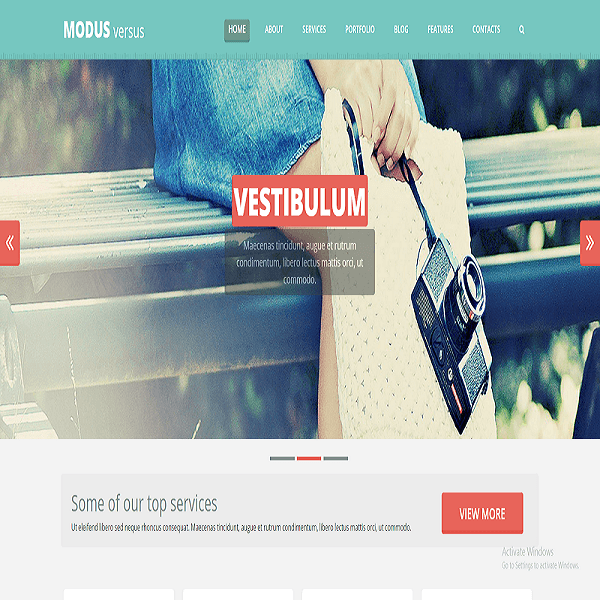 MODUS versus
HOME ABOUT SERVICES PORTFOLIO BLOG FEATURES CONTACTS
VESTIBULUM
Maecenas tincidunt, augue et rutrum
condimentum, libero lectus mattis orci, ut
commodo.
Some of our top services
Ut eleifend libero sed neque rhoncus consequat. Maecenas tincidunt, augue et rutrum condimentum, libero lectus mattis orci, ut commodo.
VIEW MORE
Activate Windows
Go to Settings to activate Windows.